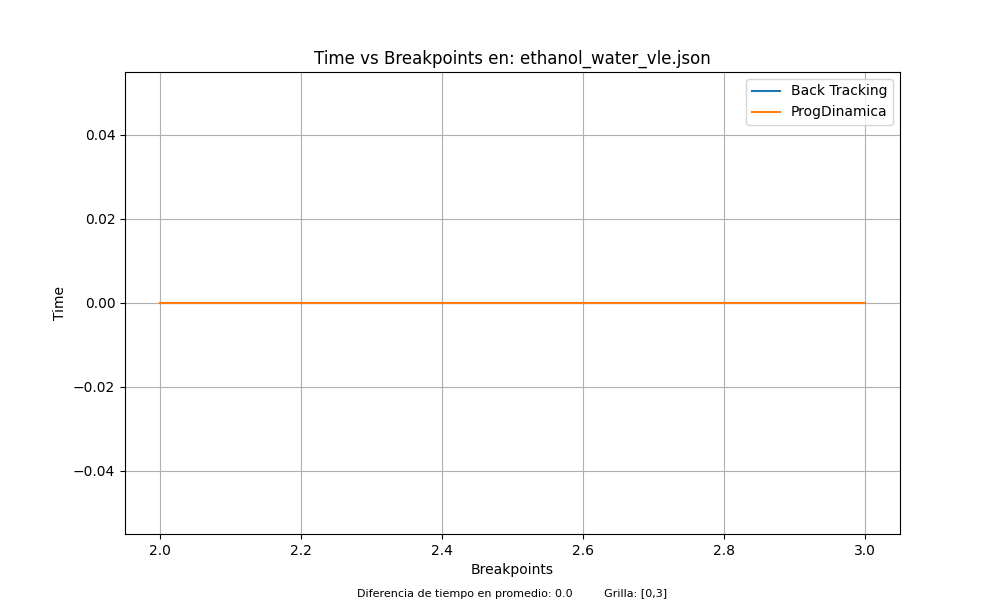 Time vs Breakpoints en: ethanol_water_vle.json
Back Tracking
ProgDinamica
Time
0.04
0.02
0.00
−0.02
−0.04
2.0 2.2 2.4 2.6 2.8 3.0
Breakpoints
Diferencia de tiempo en promedio: 0.0 Grilla: [0,3]